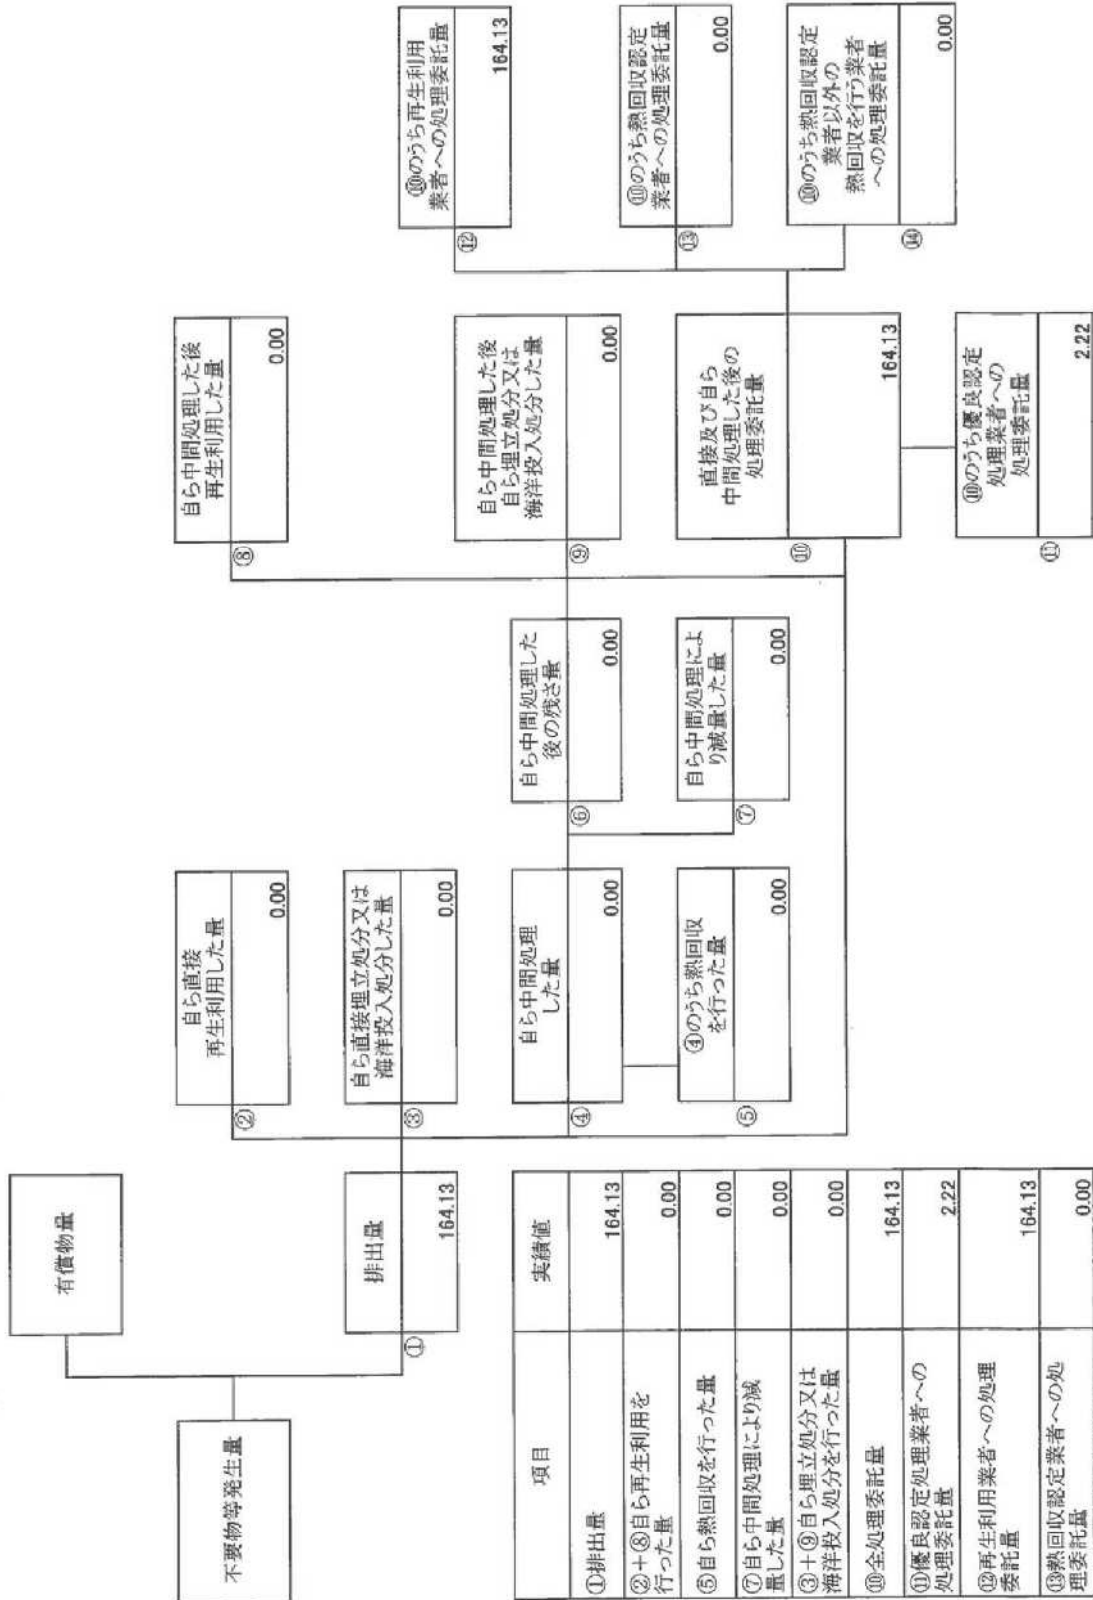 不要物等発生量
有償物量
①
排出量
164.13
②
自ら直接
再生利用した量
0.00
③
自ら直接埋立処分又は
海洋投入処分した量
0.00
④
自ら中間処理
した量
0.00
⑤
④のうち熱回収
を行った量
0.00
⑥
自ら中間処理した
後の残さ量
0.00
⑦
自ら中間処理によ
り減量した量
0.00
⑧
自ら中間処理した後
再生利用した量
0.00
⑨
自ら中間処理した後
自ら埋立処分又は
海洋投入処分した量
0.00
⑩
直接及び自ら
中間処理した後の
処理委託量
164.13
⑪
⑩のうち優良認定
処理業者への
処理委託量
2.22
⑫
⑩のうち再生利用
業者への処理委託量
164.13
⑬
⑩のうち熱回収認定
業者への処理委託量
0.00
⑭
⑩のうち熱回収認定
業者以外の
熱回収を行う業者
への処理委託量
0.00
項目
実績値
①排出量
164.13
②+⑧自ら再生利用を
行った量
0.00
⑤自ら熱回収を行った量
0.00
⑦自ら中間処理により減
量した量
0.00
③+⑨自ら埋立処分又は
海洋投入処分を行った量
0.00
⑩全処理委託量
164.13
⑪優良認定処理業者への
処理委託量
2.22
⑫再生利用業者への処理
委託量
164.13
⑬熱回収認定業者への処
理委託量
0.00